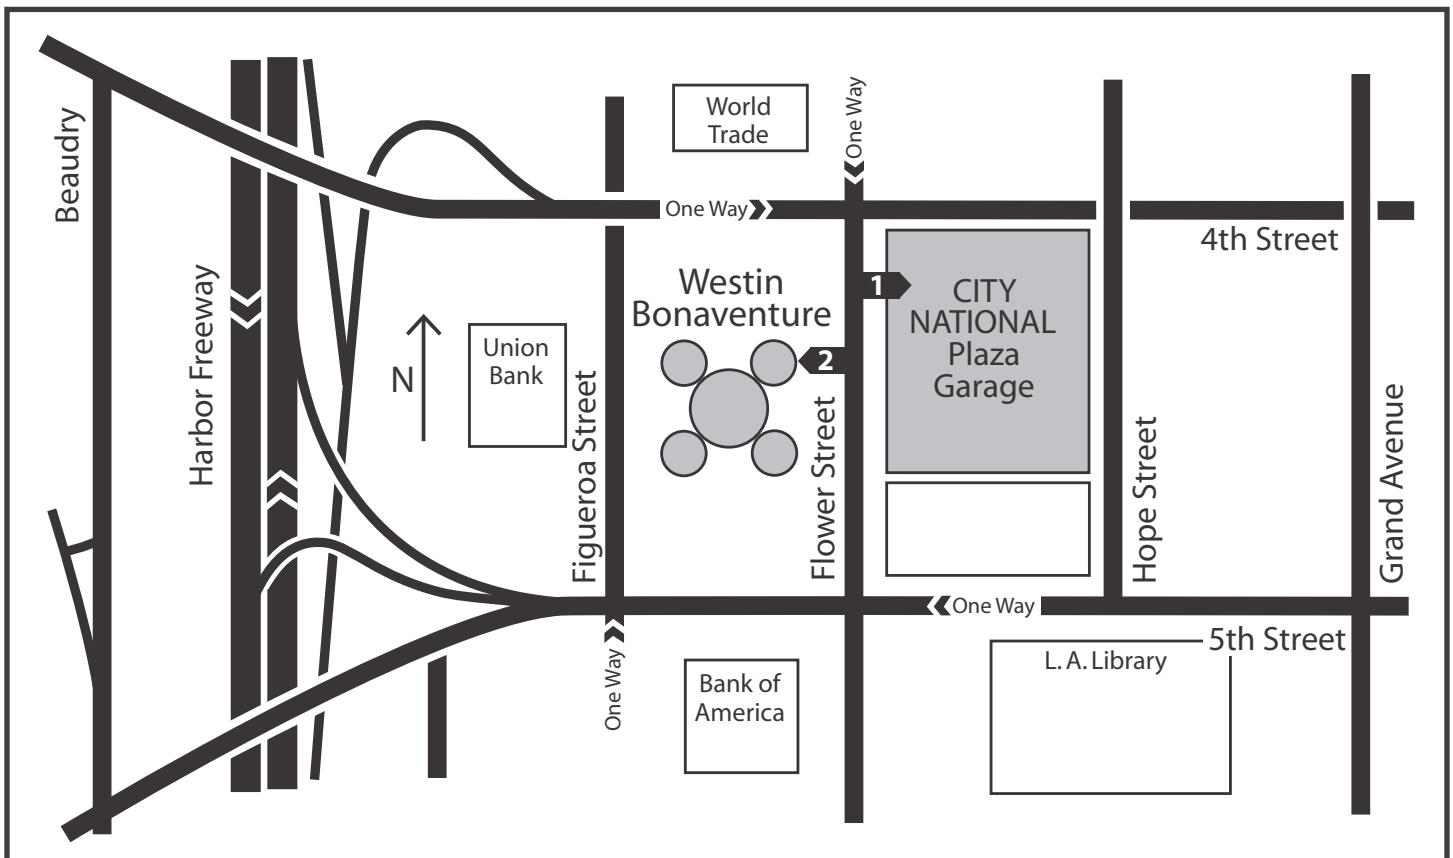 World
Trade
One Way
Beaudry
One Way
4th Street
Harbor Freeway
Westin
Bonaventure
1
CITY
NATIONAL
Plaza
Garage
N
Union
Bank
2
Figueroa Street
Flower Street
Hope Street
Grand Avenue
One Way
5th Street
One Way
Bank of
America
L. A. Library